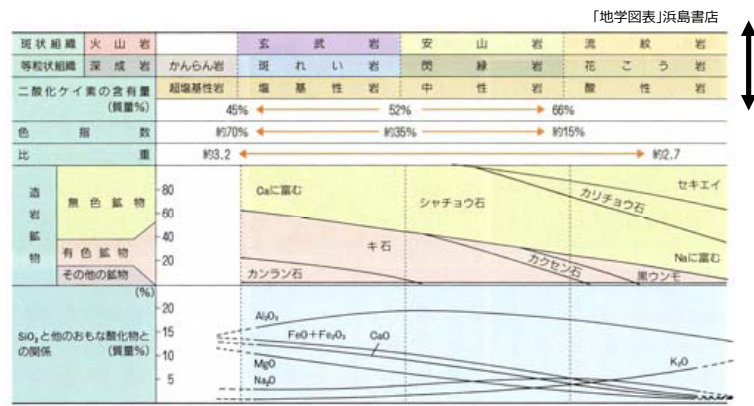 「地学図表」浜島書店
斑状組織 火山岩 玄武岩 安山岩 流紋岩
等粒状組織 深成岩 かんらん岩 斑れい岩 閃緑岩 花こう岩
二酸化ケイ素の含有量 超塩基性岩 塩基性岩 中性岩 酸性岩
(質量%) 45% 52% 66%
色指数 約70% 約35% 約15%
比重 約3.2 約2.7
造岩鉱物
無色鉱物
有色鉱物
その他の鉱物
80
60
40
20
(%)
Caに富む
シャチョウ石
カリチョウ石
セキエイ
Naに富む
キ石
カクセン石
カンラン石
黒ウンモ
SiO₂と他のおもな酸化物と
の関係 (質量%)
20
15
10
5
Al₂O₃
FeO+Fe₂O₃
CaO
MgO
Na₂O
K₂O